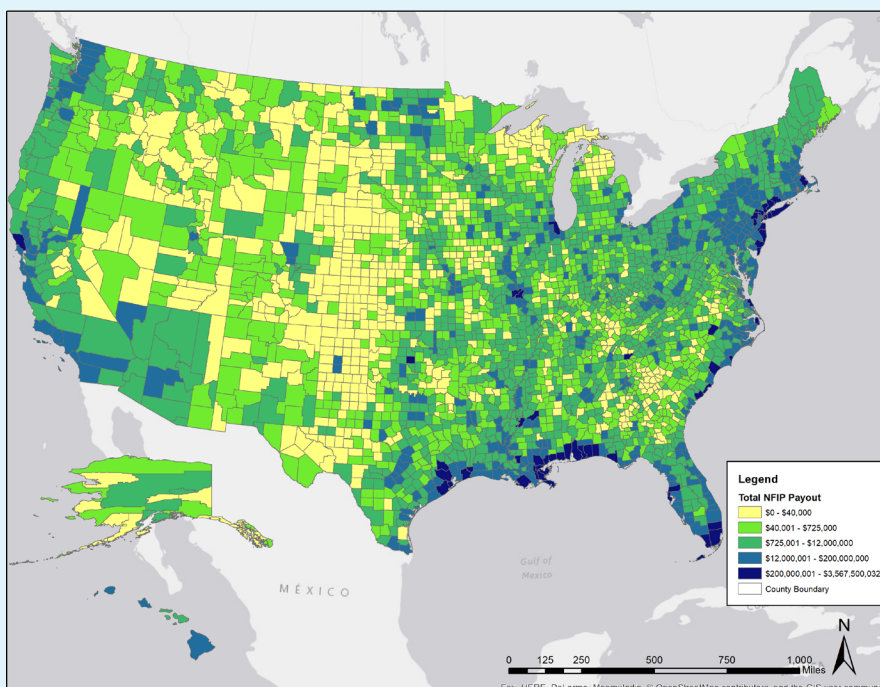 Gulf of
Mexico
MÉXICO
Legend
Total NFIP Payout
$0 - $40,000
$40,001 - $725,000
$725,001 - $12,000,000
$12,000,001 - $200,000,000
$200,000,001 - $3,567,500,032
County Boundary
N
0 125 250 500 750 1,000
Miles